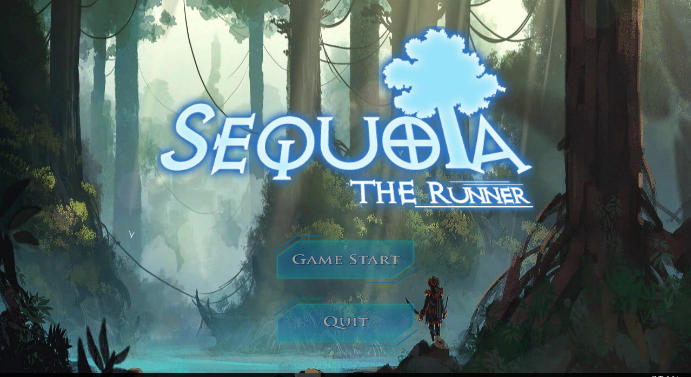 SEQUOIA
THE RUNNER
GAME START
QUIT